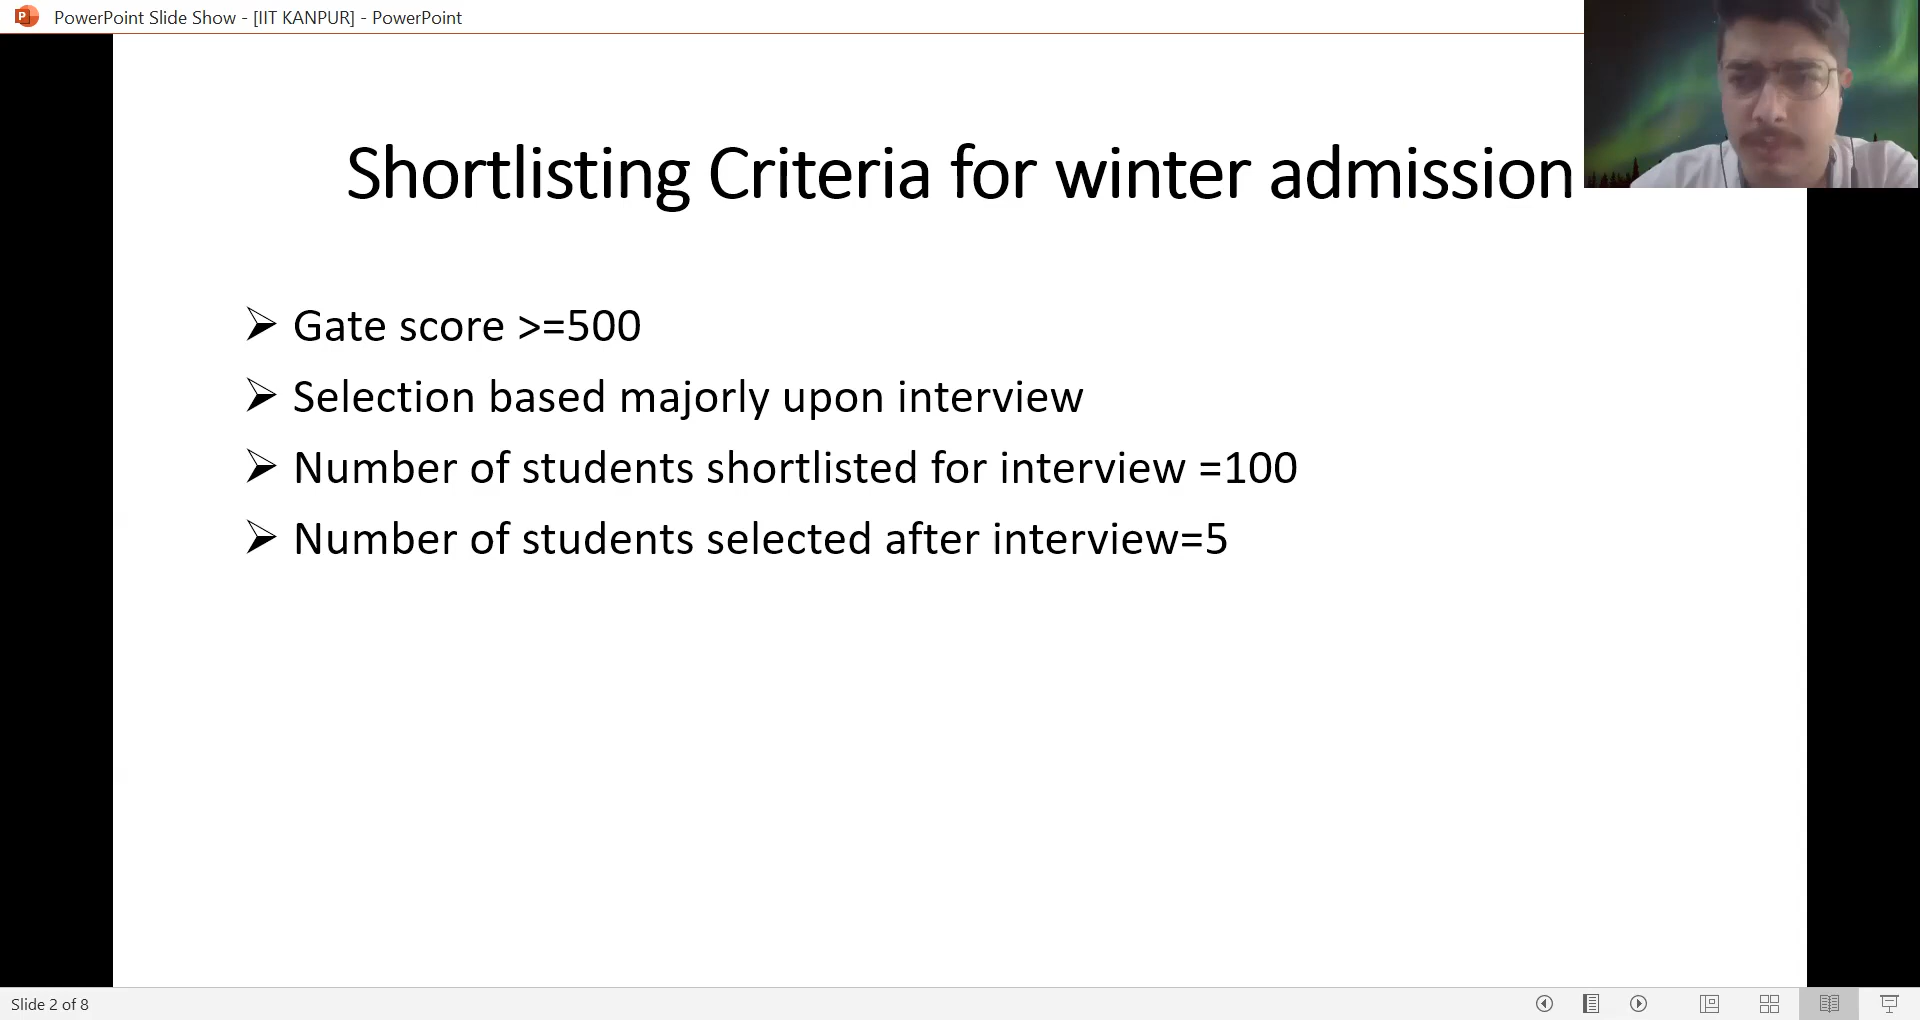 PowerPoint Slide Show - [IIT KANPUR] - PowerPoint
Shortlisting Criteria for winter admission
Gate score >=500
Selection based majorly upon interview
Number of students shortlisted for interview =100
Number of students selected after interview=5
Slide 2 of 8